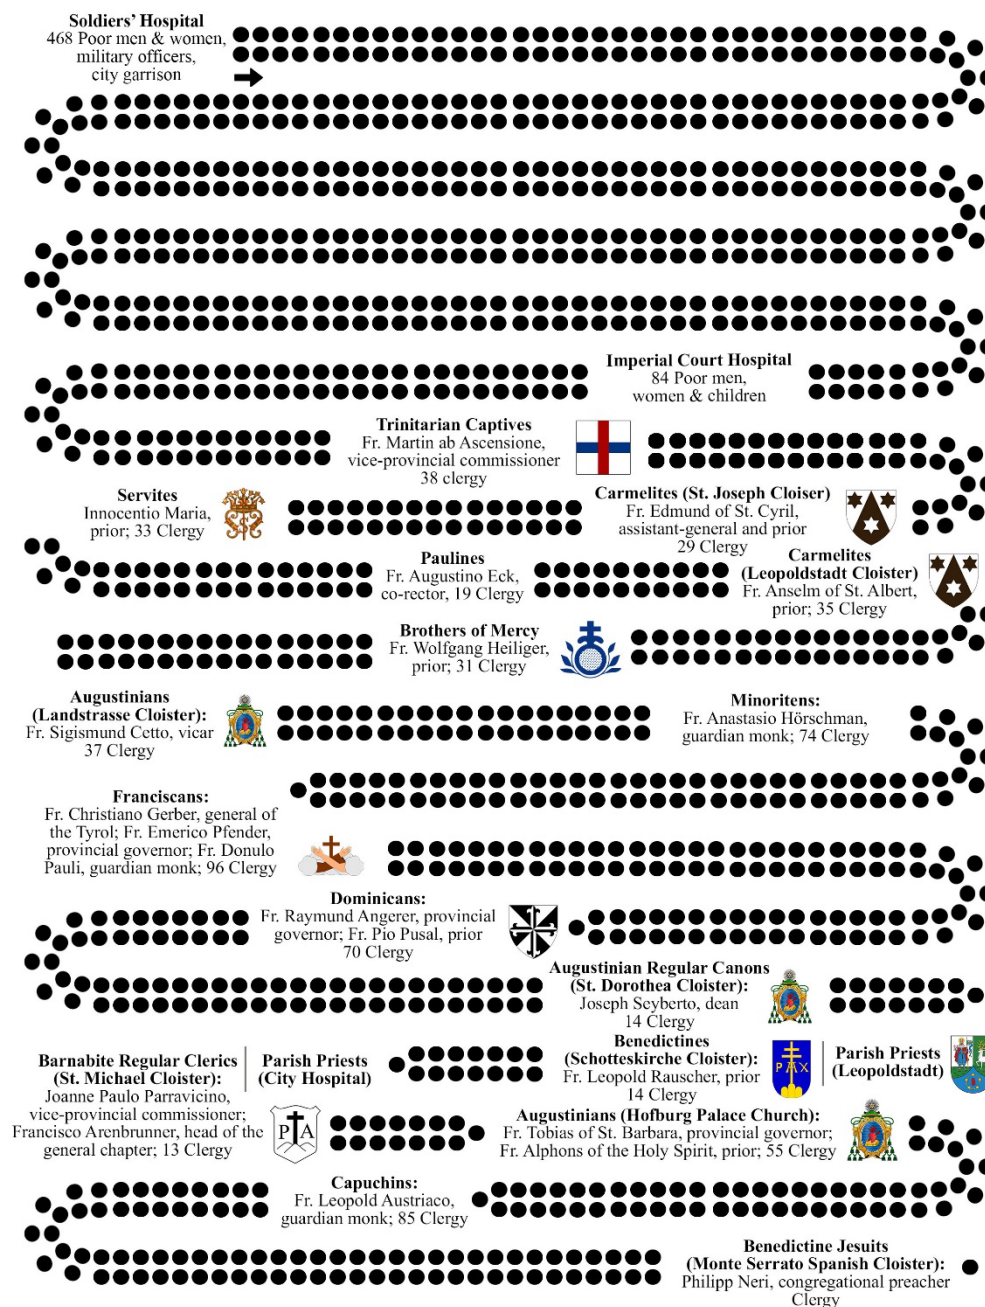 Soldiers' Hospital
468 Poor men & women,
military officers,
city garrison
Imperial Court Hospital
84 Poor men,
women & children
Trinitarian Captives
Fr. Martin ab Ascensione,
vice-provincial commissioner
38 clergy
Servites
Innocentio Maria,
prior; 33 Clergy
Carmelites (St. Joseph Cloiser)
Fr. Edmund of St. Cyril,
assistant-general and prior
29 Clergy
Paulines
Fr. Augustino Eck,
co-rector, 19 Clergy
Carmelites
(Leopoldstadt Cloister)
Fr. Anselm of St. Albert,
prior; 35 Clergy
Brothers of Mercy
Fr. Wolfgang Heiliger,
prior; 31 Clergy
Augustinians
(Landstrasse Cloister):
Fr. Sigismund Cetto, vicar
37 Clergy
Minoritens:
Fr. Anastasio Hörschman,
guardian monk; 74 Clergy
Franciscans:
Fr. Christiano Gerber, general of
the Tyrol; Fr. Emerico Pfender,
provincial governor; Fr. Donulo
Pauli, guardian monk; 96 Clergy
Dominicans:
Fr. Raymund Angerer, provincial
governor; Fr. Pio Pusal, prior
70 Clergy
Augustinian Regular Canons
(St. Dorothea Cloister):
Joseph Seyberto, dean
14 Clergy
Barnabite Regular Clerics
(St. Michael Cloister):
Joanne Paulo Parravicino,
vice-provincial commissioner;
Francisco Arenbrunner, head of the
general chapter; 13 Clergy
Parish Priests
(City Hospital)
P A
Benedictines
(Schotteskirche Cloister):
Fr. Leopold Rauscher, prior
14 Clergy
PAX
Parish Priests
(Leopoldstadt)
Augustinians (Hofburg Palace Church):
Fr. Tobias of St. Barbara, provincial governor;
Fr. Alphons of the Holy Spirit, prior; 55 Clergy
Capuchins:
Fr. Leopold Austriaco,
guardian monk; 85 Clergy
Benedictine Jesuits
(Monte Serrato Spanish Cloister):
Philipp Neri, congregational preacher
Clergy